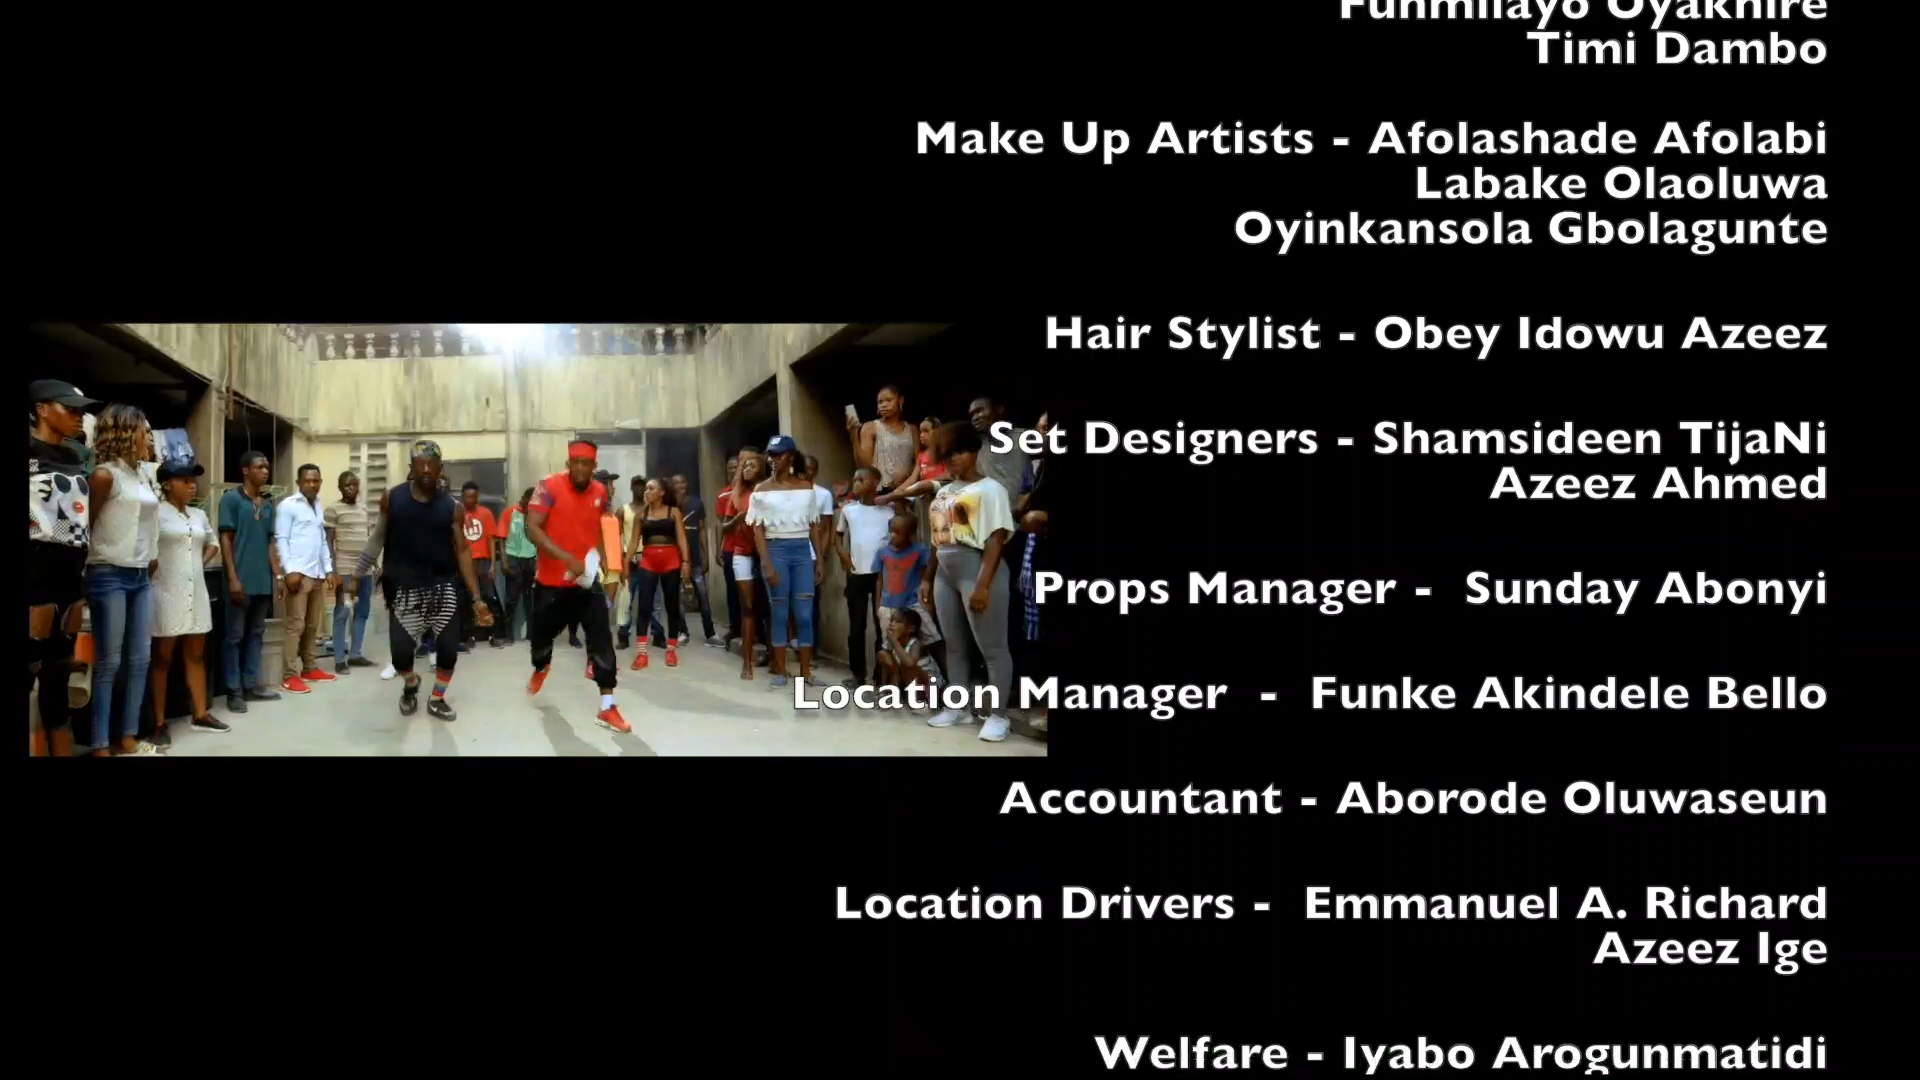 Funmilayo Oyakhire
Timi Dambo
Make Up Artists - Afolashade Afolabi
Labake Olaoluwa
Oyinkansola Gbolagunte
Hair Stylist - Obey Idowu Azeez
Set Designers - Shamsideen TijaNi
Azeez Ahmed
Props Manager - Sunday Abonyi
Location Manager - Funke Akindele Bello
Accountant - Aborode Oluwaseun
Location Drivers - Emmanuel A. Richard
Azeez Ige
Welfare - Iyabo Arogunmatidi